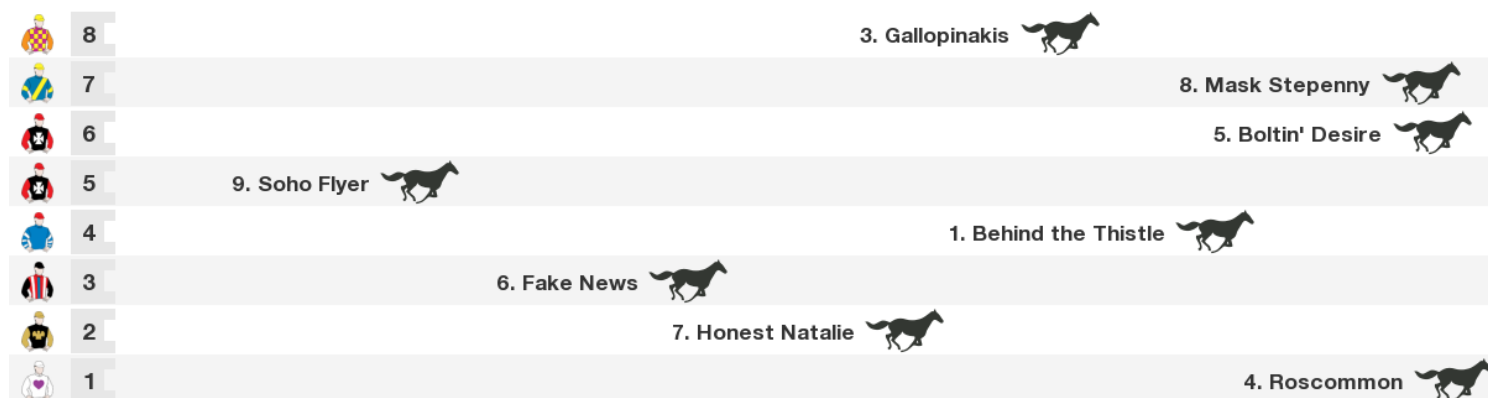 8 3. Gallopinakis
7 8. Mask Stepenny
6 5. Boltin' Desire
5 9. Soho Flyer
4 1. Behind the Thistle
3 6. Fake News
2 7. Honest Natalie
1 4. Roscommon